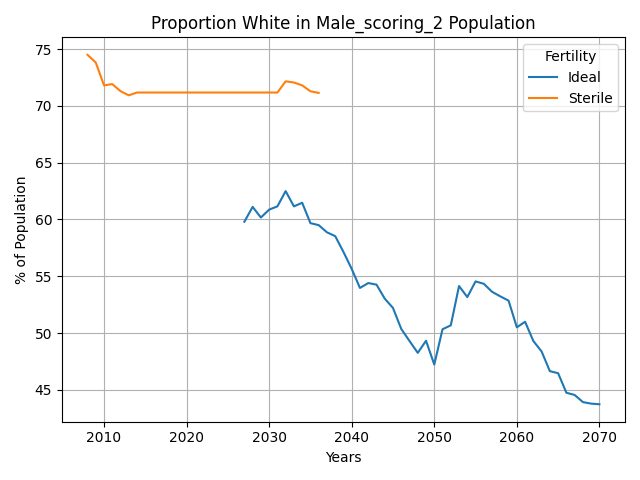 Proportion White in Male_scoring_2 Population
Fertility
Ideal
Sterile
% of Population
75
70
65
60
55
50
45
2010
2020
2030
2040
2050
2060
2070
Years